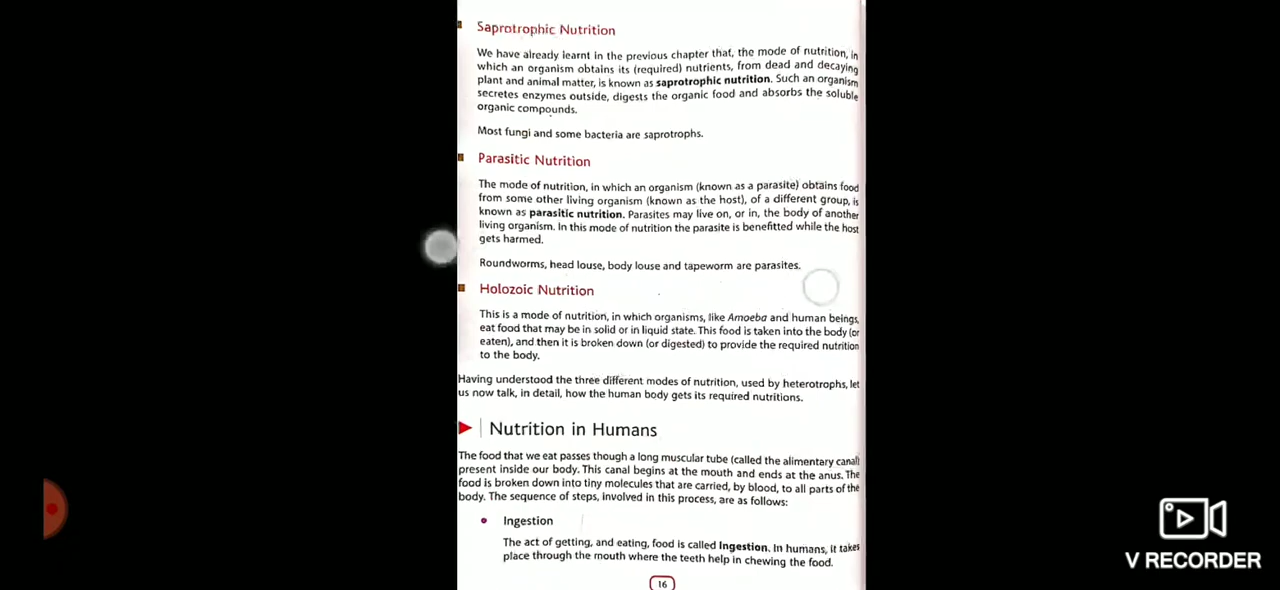 Saprotrophic Nutrition
We have already learnt in the previous chapter that, the mode of nutrition, in
which an organism obtains its (required) nutrients, from dead and decaying
plant and animal matter, is known as saprotrophic nutrition. Such an organism
secretes enzymes outside, digests the organic food and absorbs the soluble
organic compounds.
Most fungi and some bacteria are saprotrophs.
Parasitic Nutrition
The mode of nutrition, in which an organism (known as a parasite) obtains food
from some other living organism (known as the host), of a different group, is
known as parasitic nutrition. Parasites may live on, or in, the body of another
living organism. In this mode of nutrition the parasite is benefitted while the host
gets harmed.
Roundworms, head louse, body louse and tapeworm are parasites.
Holozoic Nutrition
This is a mode of nutrition, in which organisms, like Amoeba and human beings,
eat food that may be in solid or in liquid state. This food is taken into the body (or
eaten), and then it is broken down (or digested) to provide the required nutrition
to the body.
Having understood the three different modes of nutrition, used by heterotrophs, let
us now talk, in detail, how the human body gets its required nutritions.
Nutrition in Humans
The food that we eat passes though a long muscular tube (called the alimentary canal)
present inside our body. This canal begins at the mouth and ends at the anus. The
food is broken down into tiny molecules that are carried, by blood, to all parts of the
body. The sequence of steps, involved in this process, are as follows:
Ingestion
The act of getting, and eating, food is called Ingestion. In humans, it takes
place through the mouth where the teeth help in chewing the food.
16
V RECORDER